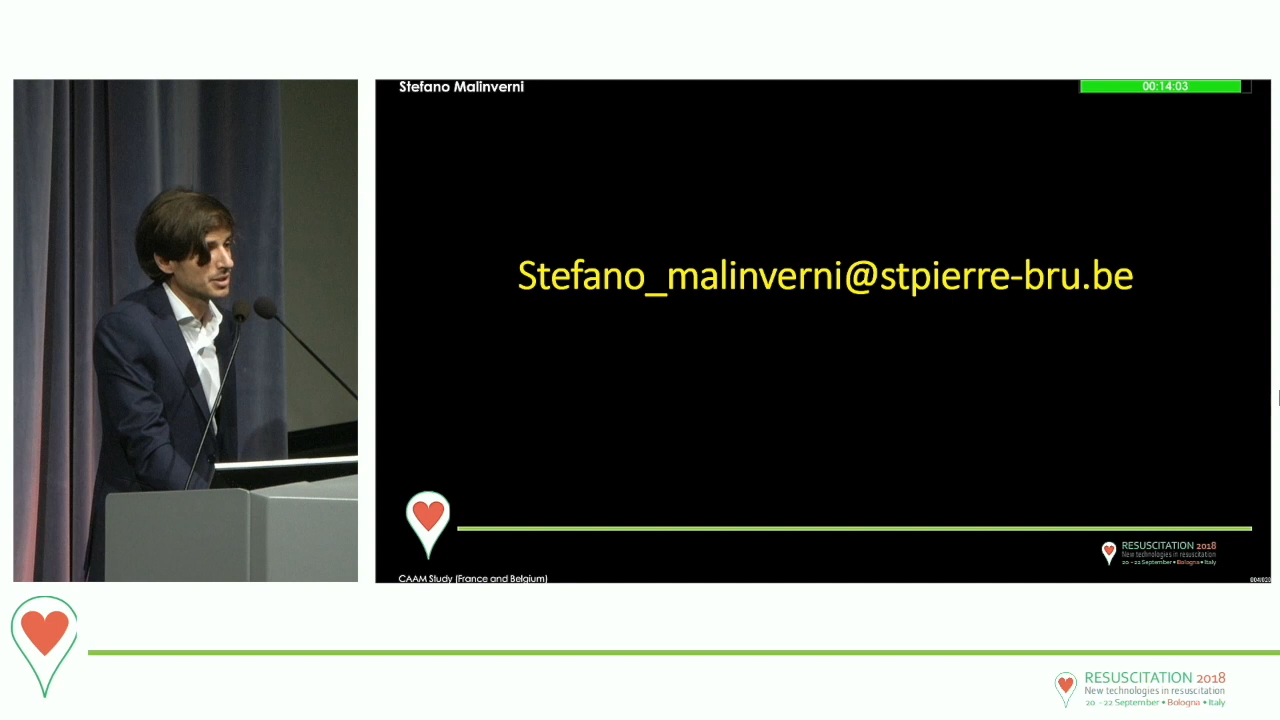 Stefano Malinverni
00:14:03
Stefano_malinverni@stpierre-bru.be
RESUSCITATION 2018
New technologies in resuscitation
20 - 22 September • Bologna • Italy
CAAM Study (France and Belgium)
RESUSCITATION 2018
New technologies in resuscitation
20 - 22 September • Bologna • Italy